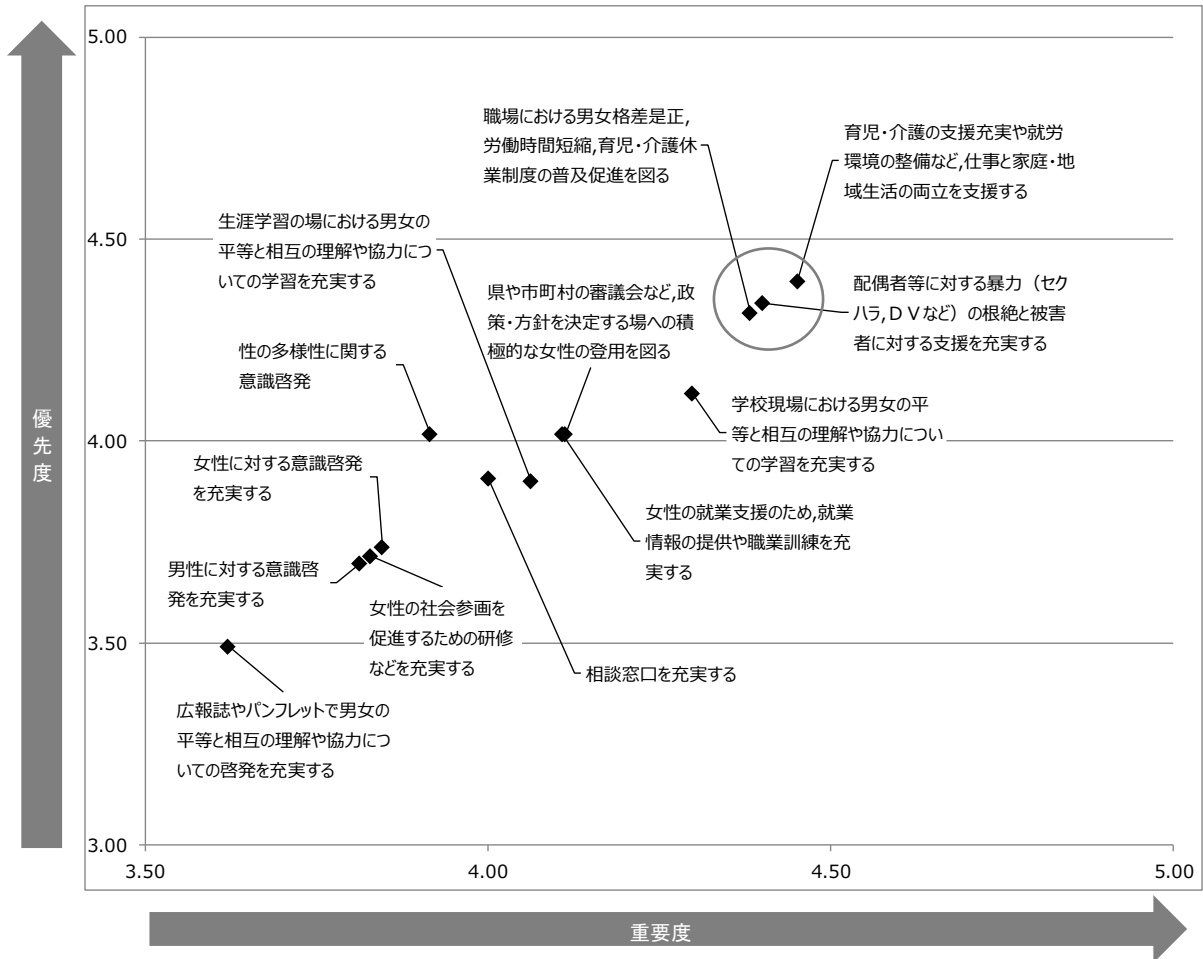 5.00
職場における男女格差是正,
労働時間短縮,育児・介護休
業制度の普及促進を図る
育児・介護の支援充実や就労
環境の整備など,仕事と家庭・地
域生活の両立を支援する
生涯学習の場における男女の
平等と相互の理解や協力につ
いての学習を充実する
4.50
県や市町村の審議会など,政
策・方針を決定する場への積
極的な女性の登用を図る
配偶者等に対する暴力（セク
ハラ,ＤＶなど）の根絶と被害
者に対する支援を充実する
性の多様性に関する
意識啓発
学校現場における男女の平
等と相互の理解や協力につい
ての学習を充実する
優先度
4.00
女性に対する意識啓発
を充実する
女性の就業支援のため,就業
情報の提供や職業訓練を充
実する
男性に対する意識啓
発を充実する
女性の社会参画を
促進するための研修
などを充実する
3.50
相談窓口を充実する
広報誌やパンフレットで男女の
平等と相互の理解や協力につ
いての啓発を充実する
3.00
3.50
4.00
4.50
5.00
重要度